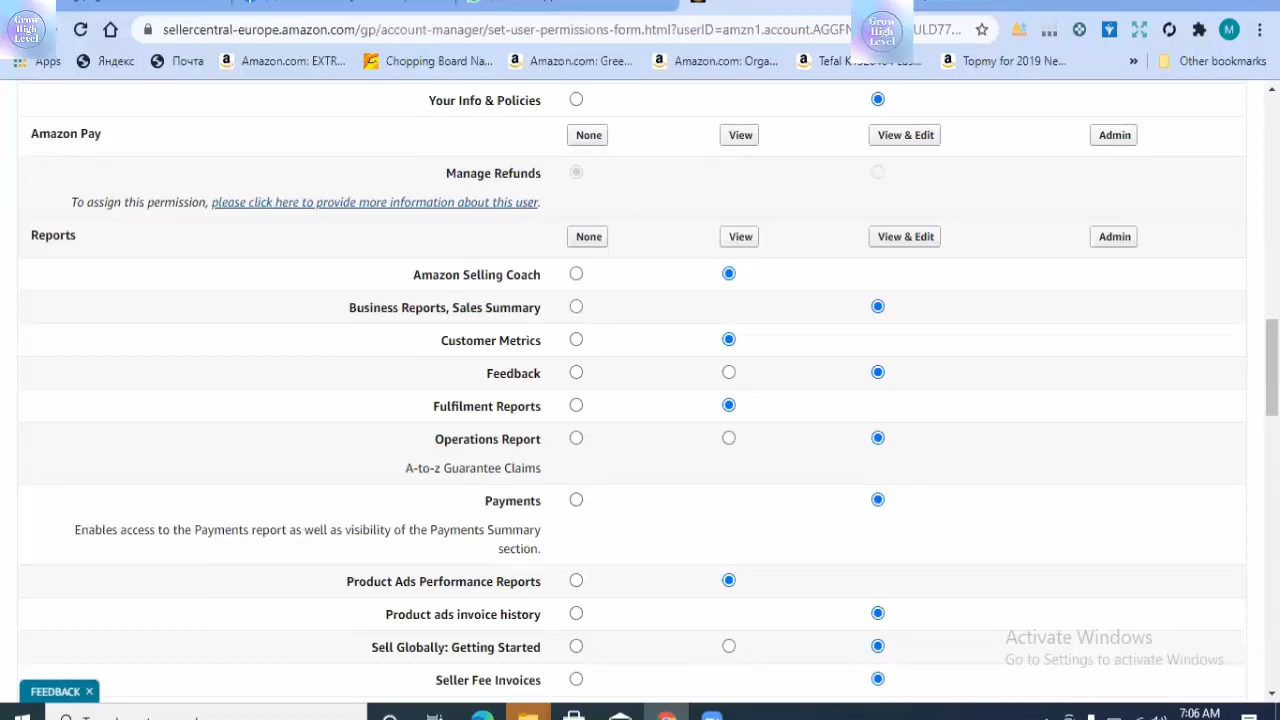 Grow
High
Level
sellercentral-europe.amazon.com/gp/account-manager/set-user-permissions-form.html?userID=amzn1.account.AGGFN
Grow
High
Level
ULD77...
M
Apps
Яндекс
Почта
Amazon.com: EXTR...
Chopping Board Na...
Amazon.com: Gree...
Amazon.com: Orga...
Topmy for 2019 Ne...
»
Other bookmarks
Your Info & Policies
Amazon Pay
None
View
View & Edit
Admin
Manage Refunds
To assign this permission, please click here to provide more information about this user.
Reports
None
View
View & Edit
Admin
Amazon Selling Coach
Business Reports, Sales Summary
Customer Metrics
Feedback
Fulfilment Reports
Operations Report
A-to-z Guarantee Claims
Payments
Enables access to the Payments report as well as visibility of the Payments Summary
section.
Product Ads Performance Reports
Product ads invoice history
Sell Globally: Getting Started
Seller Fee Invoices
Activate Windows
Go to Settings to activate Windows.
FEEDBACK ×
7:06 AM